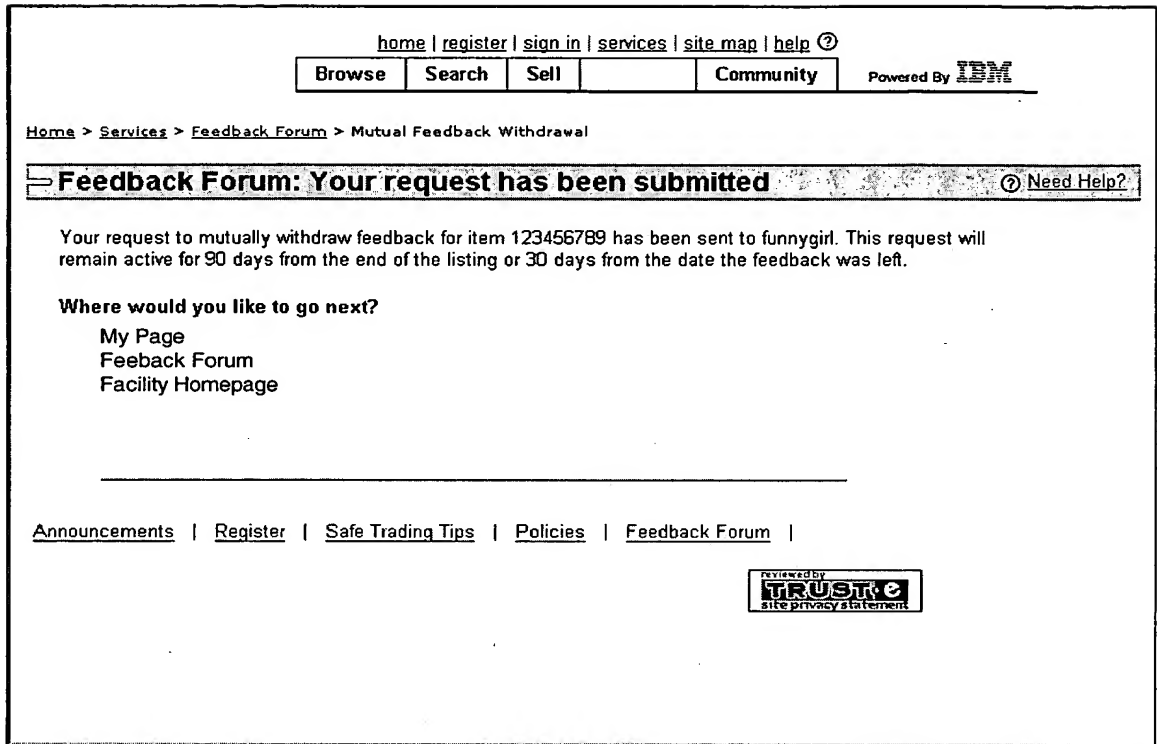 home | register | sign in | services | site map | help ?
Browse Search Sell Community Powered By IBM
Home > Services > Feedback Forum > Mutual Feedback Withdrawal
Feedback Forum: Your request has been submitted ? Need Help?
Your request to mutually withdraw feedback for item 123456789 has been sent to funnygirl. This request will
remain active for 90 days from the end of the listing or 30 days from the date the feedback was left.
Where would you like to go next?
My Page
Feeback Forum
Facility Homepage
Announcements | Register | Safe Trading Tips | Policies | Feedback Forum |
reviewed by
TRUST·e
site privacy statement